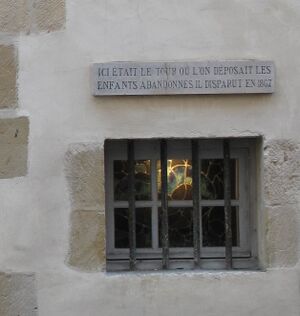 ICI ÉTAIT LE TOUR OÙ L'ON DÉPOSAIT LES
ENFANTS ABANDONNÉS IL DISPARUT EN 1867